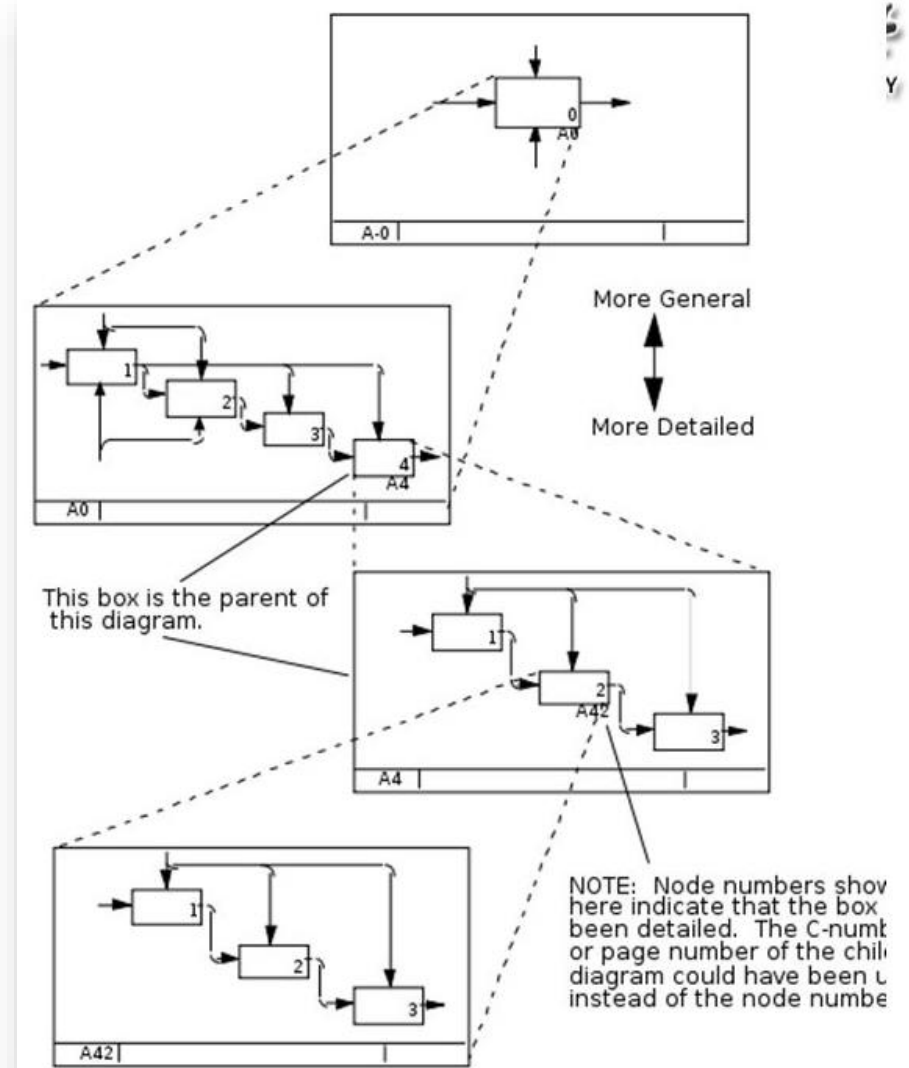 Y
0
A0
A-0
More General
More Detailed
1
2
3
4
A4
A0
This box is the parent of
this diagram.
1
2
A42
3
A4
1
2
3
A42
NOTE: Node numbers show
here indicate that the box
been detailed. The C-numb
or page number of the chil
diagram could have been u
instead of the node numbe